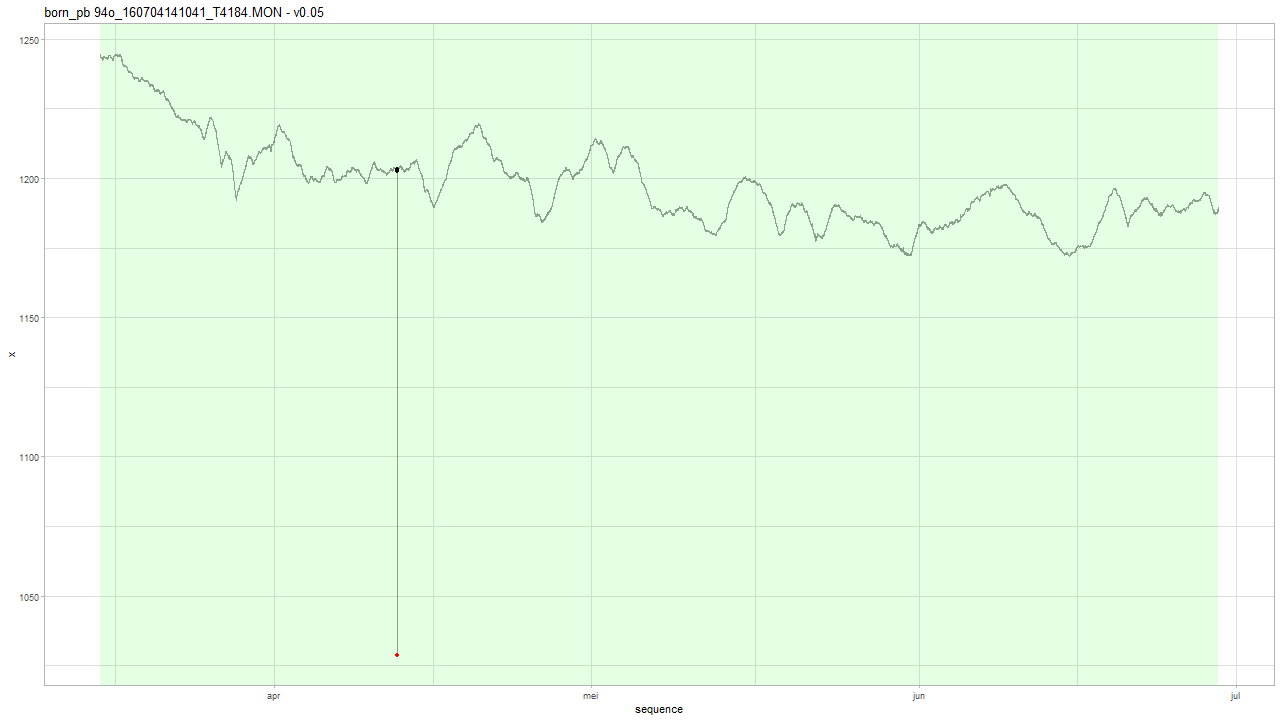 born_pb 94o_160704141041_T4184.MON - v0.05
1250
1200
1150
x
1100
1050
apr
mei
jun
jul
sequence